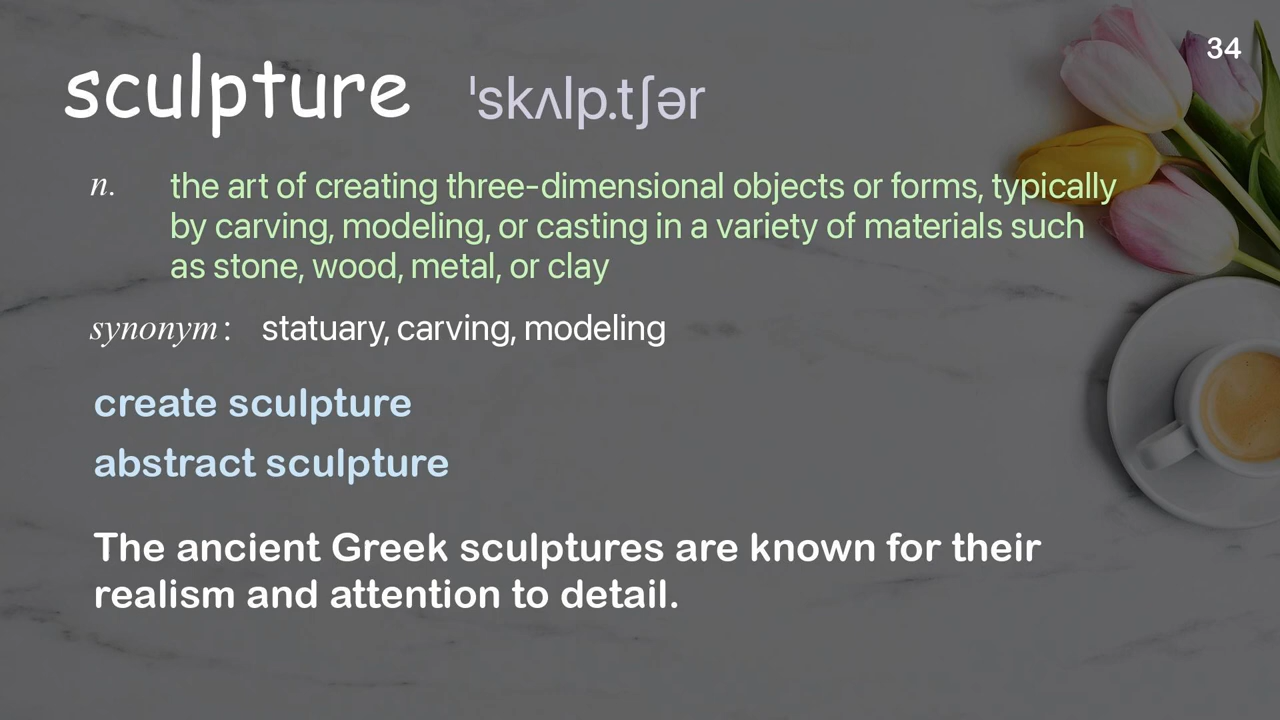 34
sculpture ˈskʌlp.tʃər
n. the art of creating three-dimensional objects or forms, typically
by carving, modeling, or casting in a variety of materials such
as stone, wood, metal, or clay
synonym: statuary, carving, modeling
create sculpture
abstract sculpture
The ancient Greek sculptures are known for their
realism and attention to detail.